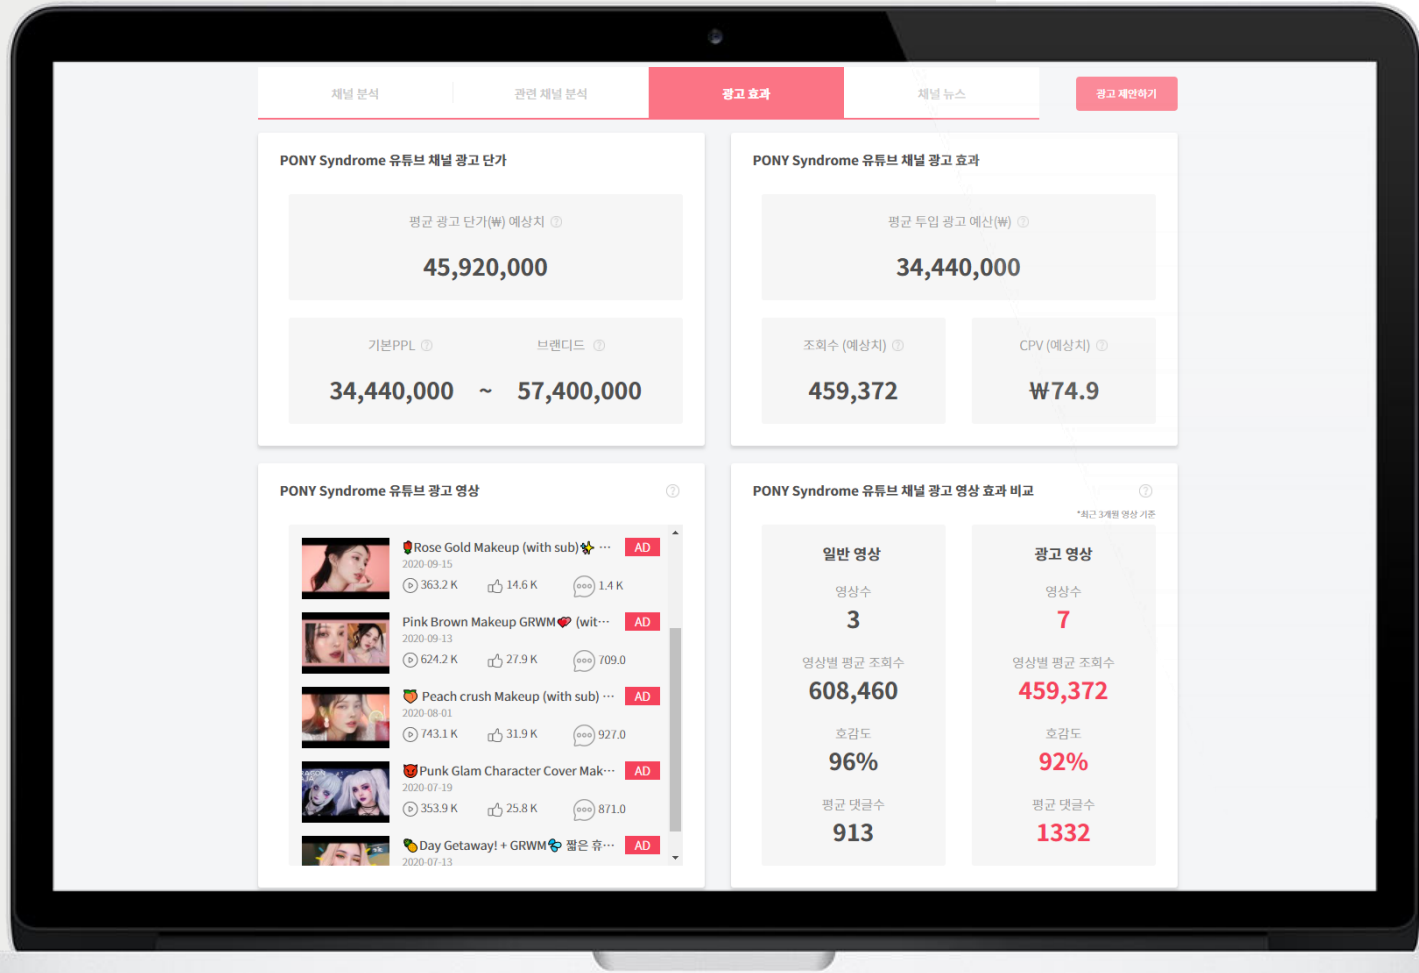 채널 분석
관련 채널 분석
광고 효과
채널 뉴스
광고 제안하기
PONY Syndrome 유튜브 채널 광고 단가
평균 광고 단가(₩) 예상치 ?
45,920,000
기본PPL ? 브랜디드 ?
34,440,000 ~ 57,400,000
PONY Syndrome 유튜브 채널 광고 효과
평균 투입 광고 예산(₩) ?
34,440,000
조회수 (예상치) ?
459,372
CPV (예상치) ?
₩74.9
PONY Syndrome 유튜브 광고 영상 ?
🌹Rose Gold Makeup (with sub)✨ ··· AD
2020-09-15
363.2 K 14.6 K 1.4 K
Pink Brown Makeup GRWM💘 (wit··· AD
2020-09-13
624.2 K 27.9 K 709.0
🍑 Peach crush Makeup (with sub) ··· AD
2020-08-01
743.1 K 31.9 K 927.0
😈Punk Glam Character Cover Mak··· AD
2020-07-19
353.9 K 25.8 K 871.0
🍍Day Getaway! + GRWM💦 짧은 휴··· AD
2020-07-13
PONY Syndrome 유튜브 채널 광고 영상 효과 비교 ?
*최근 3개월 영상 기준
일반 영상
영상수
3
영상별 평균 조회수
608,460
호감도
96%
평균 댓글수
913
광고 영상
영상수
7
영상별 평균 조회수
459,372
호감도
92%
평균 댓글수
1332